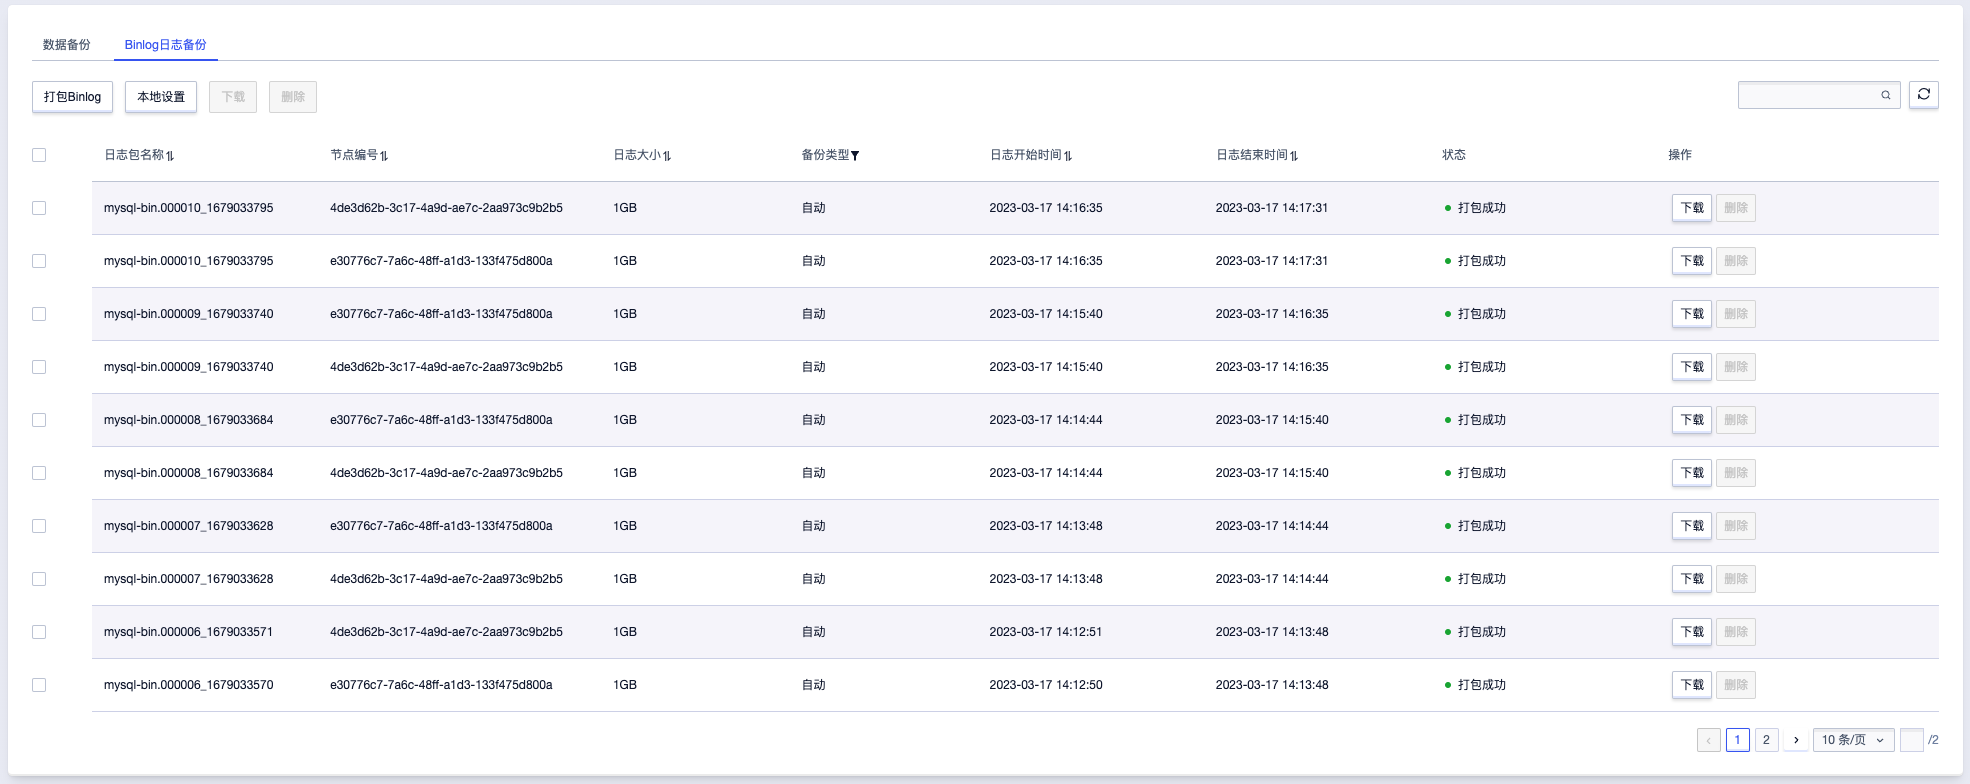 数据备份 Binlog日志备份
打包Binlog 本地设置 下载 删除
日志包名称 节点编号 日志大小 备份类型 日志开始时间 日志结束时间 状态 操作
mysql-bin.000010_1679033795 4de3d62b-3c17-4a9d-ae7c-2aa973c9b2b5 1GB 自动 2023-03-17 14:16:35 2023-03-17 14:17:31 打包成功 下载 删除
mysql-bin.000010_1679033795 e30776c7-7a6c-48ff-a1d3-133f475d800a 1GB 自动 2023-03-17 14:16:35 2023-03-17 14:17:31 打包成功 下载 删除
mysql-bin.000009_1679033740 e30776c7-7a6c-48ff-a1d3-133f475d800a 1GB 自动 2023-03-17 14:15:40 2023-03-17 14:16:35 打包成功 下载 删除
mysql-bin.000009_1679033740 4de3d62b-3c17-4a9d-ae7c-2aa973c9b2b5 1GB 自动 2023-03-17 14:15:40 2023-03-17 14:16:35 打包成功 下载 删除
mysql-bin.000008_1679033684 e30776c7-7a6c-48ff-a1d3-133f475d800a 1GB 自动 2023-03-17 14:14:44 2023-03-17 14:15:40 打包成功 下载 删除
mysql-bin.000008_1679033684 4de3d62b-3c17-4a9d-ae7c-2aa973c9b2b5 1GB 自动 2023-03-17 14:14:44 2023-03-17 14:15:40 打包成功 下载 删除
mysql-bin.000007_1679033628 e30776c7-7a6c-48ff-a1d3-133f475d800a 1GB 自动 2023-03-17 14:13:48 2023-03-17 14:14:44 打包成功 下载 删除
mysql-bin.000007_1679033628 4de3d62b-3c17-4a9d-ae7c-2aa973c9b2b5 1GB 自动 2023-03-17 14:13:48 2023-03-17 14:14:44 打包成功 下载 删除
mysql-bin.000006_1679033571 4de3d62b-3c17-4a9d-ae7c-2aa973c9b2b5 1GB 自动 2023-03-17 14:12:51 2023-03-17 14:13:48 打包成功 下载 删除
mysql-bin.000006_1679033570 e30776c7-7a6c-48ff-a1d3-133f475d800a 1GB 自动 2023-03-17 14:12:50 2023-03-17 14:13:48 打包成功 下载 删除
1 2 10 条/页 /2